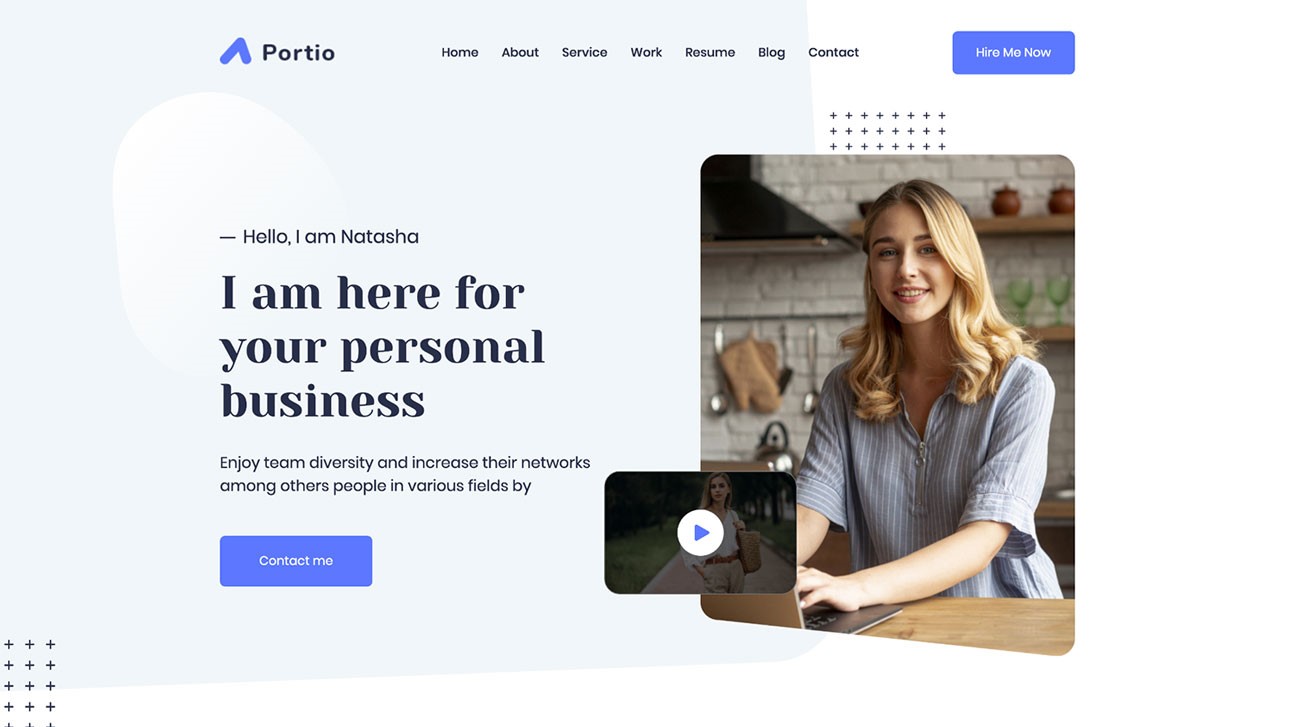 Portio
Home About Service Work Resume Blog Contact
Hire Me Now
— Hello, I am Natasha
I am here for
your personal
business
Enjoy team diversity and increase their networks
among others people in various fields by
Contact me